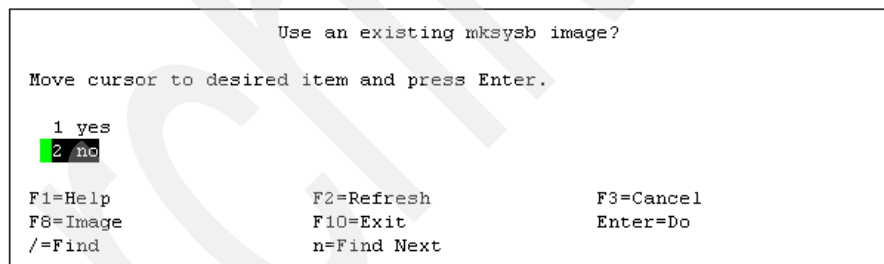 Use an existing mksysb image?
Move cursor to desired item and press Enter.
1 yes
2 no
F1=Help F2=Refresh F3=Cancel
F8=Image F10=Exit Enter=Do
/=Find n=Find Next